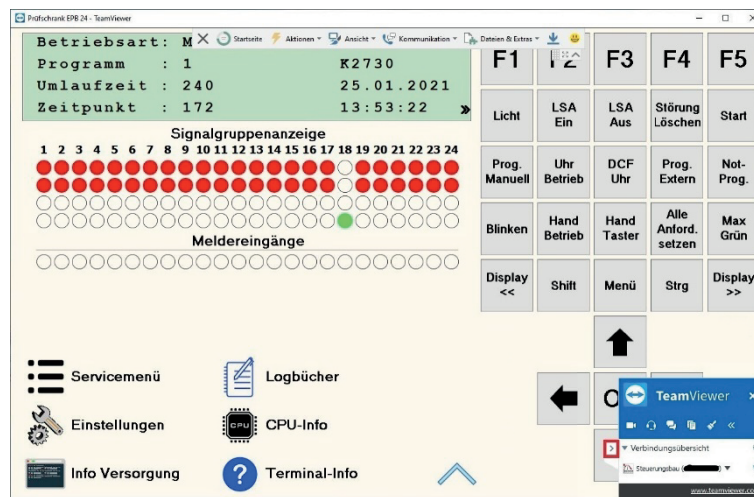 Prüfschrank EPB 24 - TeamViewer
Startseite Aktionen Ansicht Kommunikation Dateien & Extras
Betriebsart: M
Programm : 1 K2730
Umlaufzeit : 240 25.01.2021
Zeitpunkt : 172 13:53:22 »
Signalgruppenanzeige
1 2 3 4 5 6 7 8 9 10 11 12 13 14 15 16 17 18 19 20 21 22 23 24
Meldereingänge
F1 F2 F3 F4 F5
Licht LSA Ein LSA Aus Störung Löschen Start
Prog. Manuell Uhr Betrieb DCF Uhr Prog. Extern Not-Prog.
Blinken Hand Betrieb Hand Taster Alle Anford. setzen Max Grün
Display << Shift Menü Strg Display >>
Servicemenü Logbücher
Einstellungen CPU CPU-Info
Info Versorgung ? Terminal-Info
TeamViewer
Verbindungsübersicht
Steuerungsbau (
www.teamviewer.co